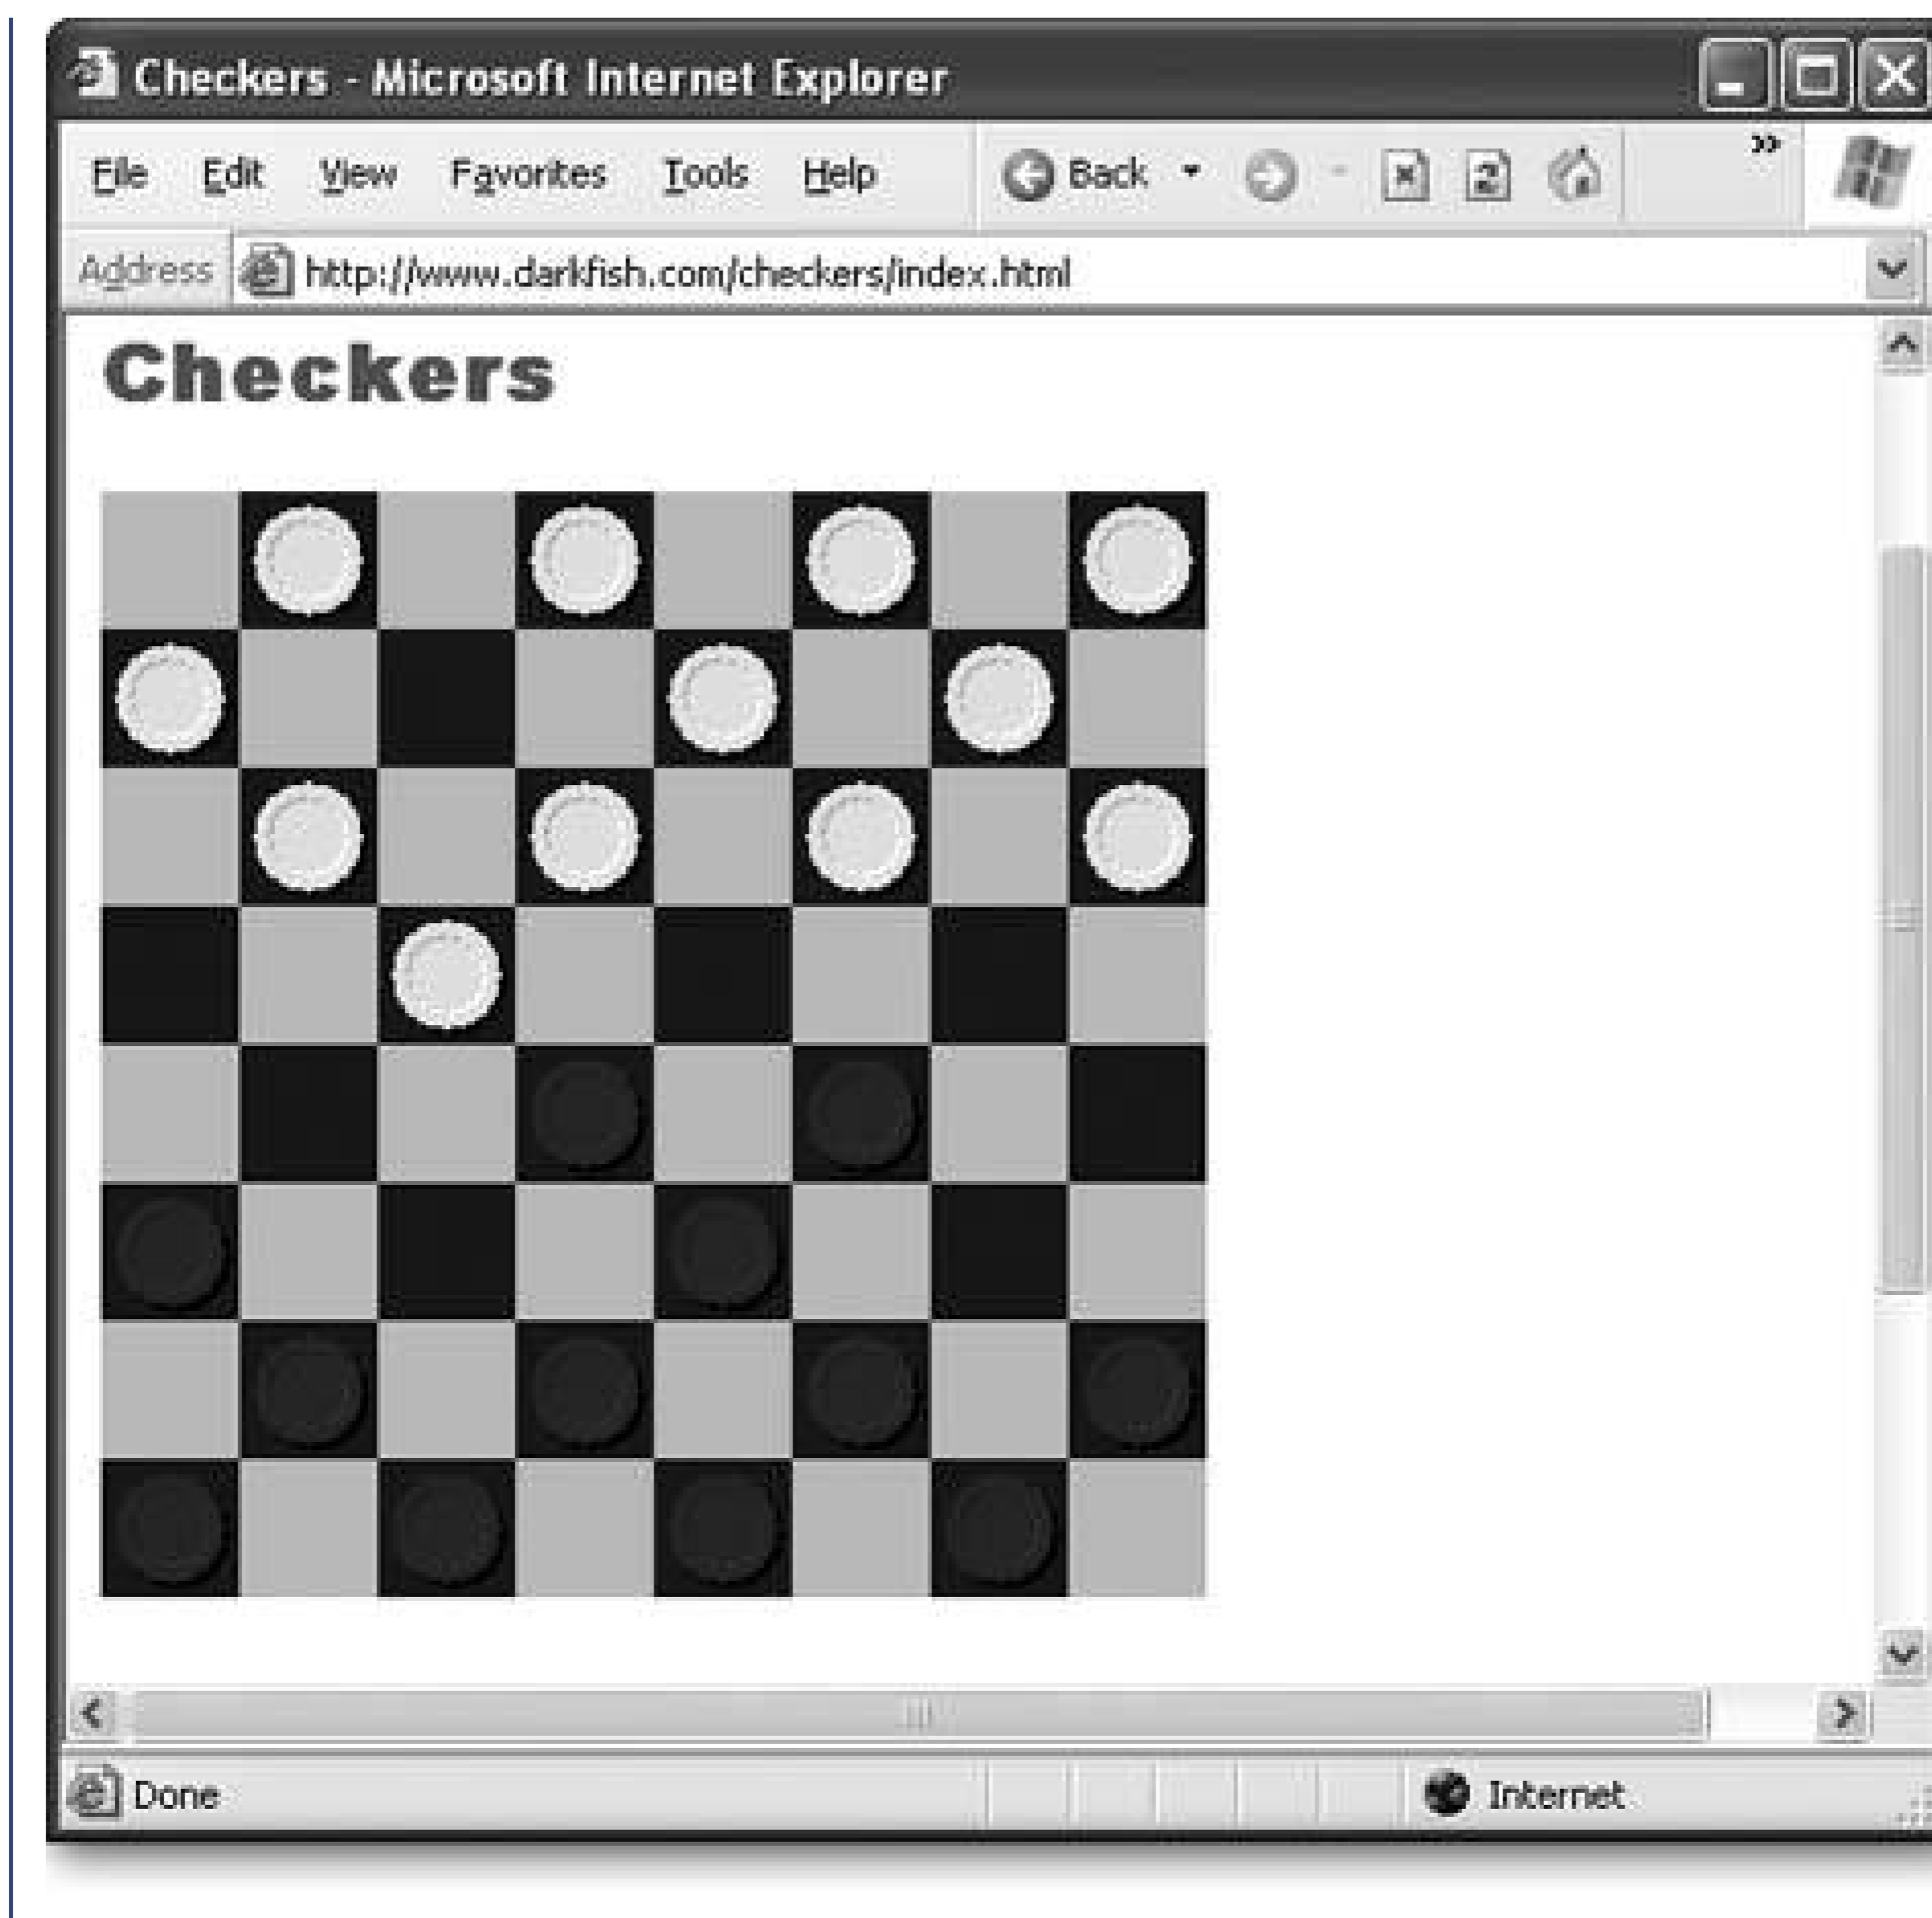 Checkers - Microsoft Internet Explorer
File Edit View Favorites Tools Help Back »
Address http://www.darkfish.com/checkers/index.html
Checkers
Done Internet